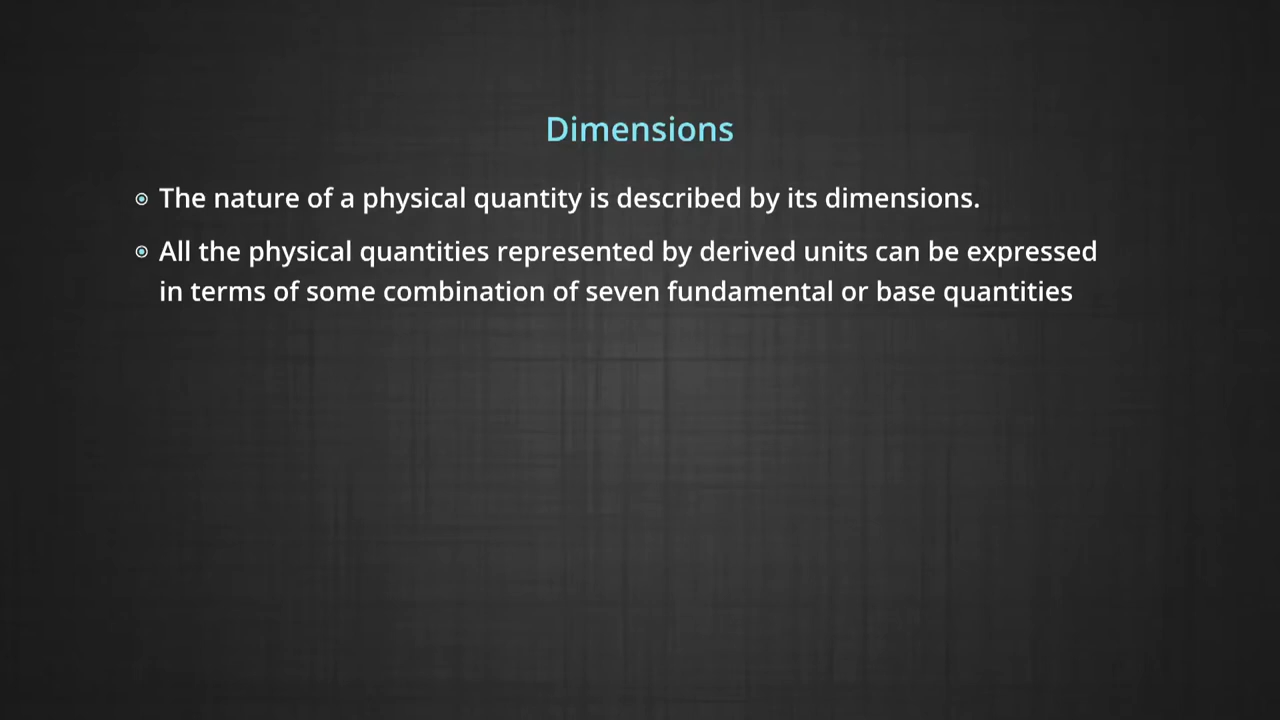 Dimensions
The nature of a physical quantity is described by its dimensions.
All the physical quantities represented by derived units can be expressed
in terms of some combination of seven fundamental or base quantities